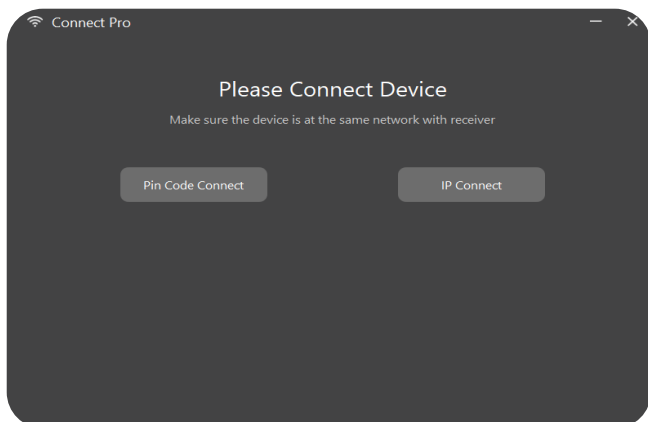 Connect Pro
Please Connect Device
Make sure the device is at the same network with receiver
Pin Code Connect
IP Connect